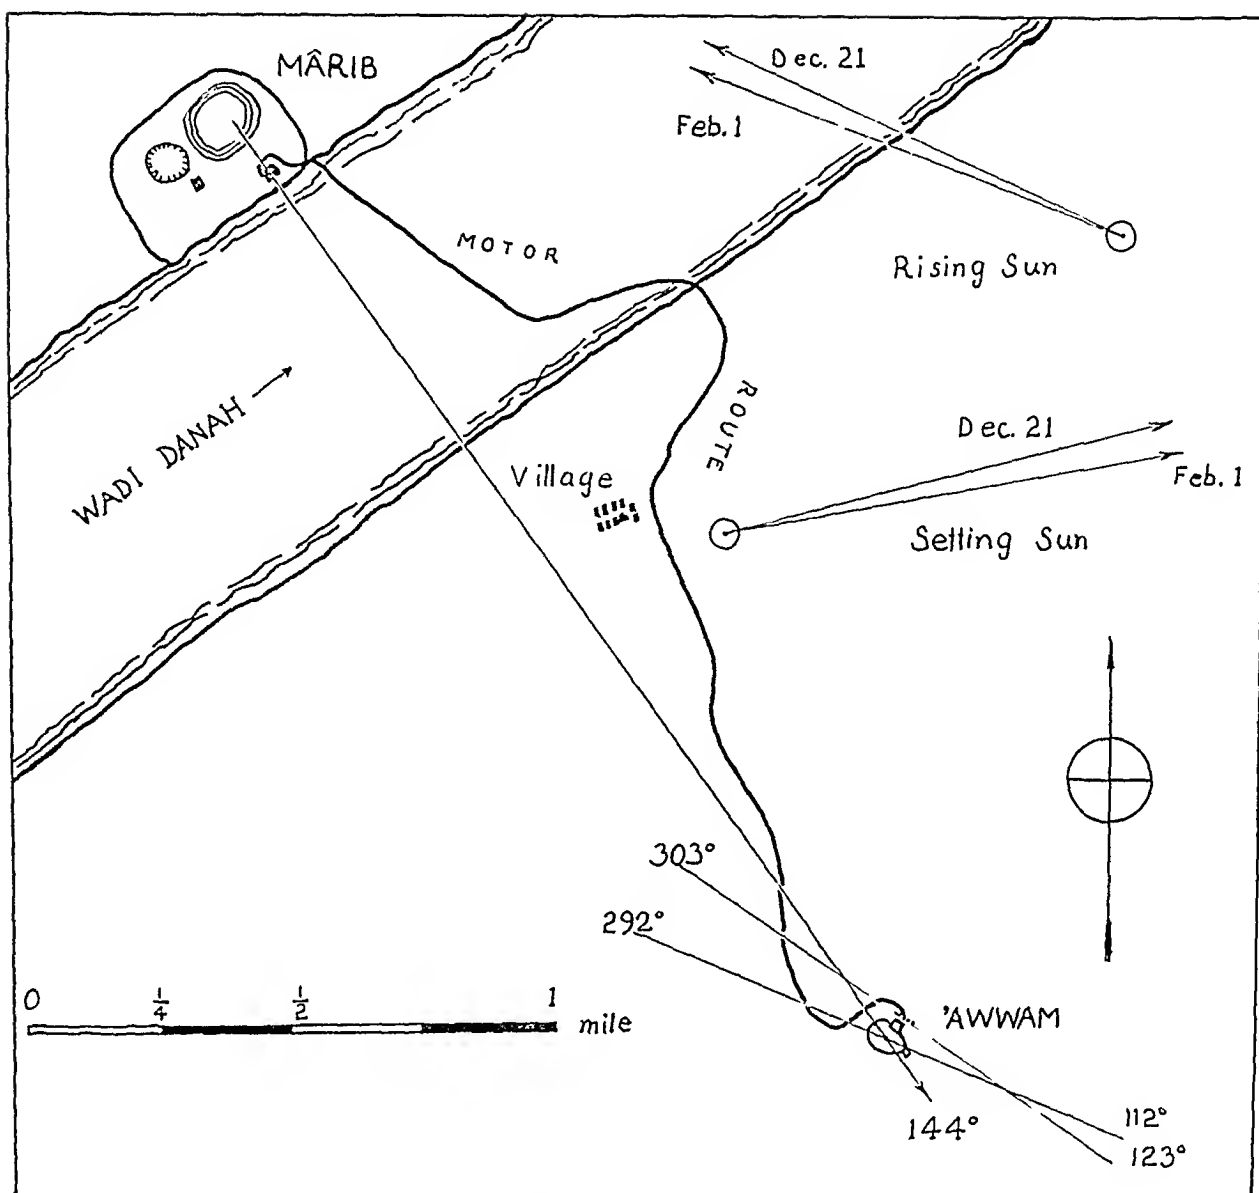 MÂRIB
Dec. 21
Feb. 1
Rising Sun
MOTOR
ROUTE
WADI DANAH
Village
Dec. 21
Feb. 1
Setting Sun
303°
292°
0 1/4 1/2 1 mile
'AWWAM
144°
112°
123°